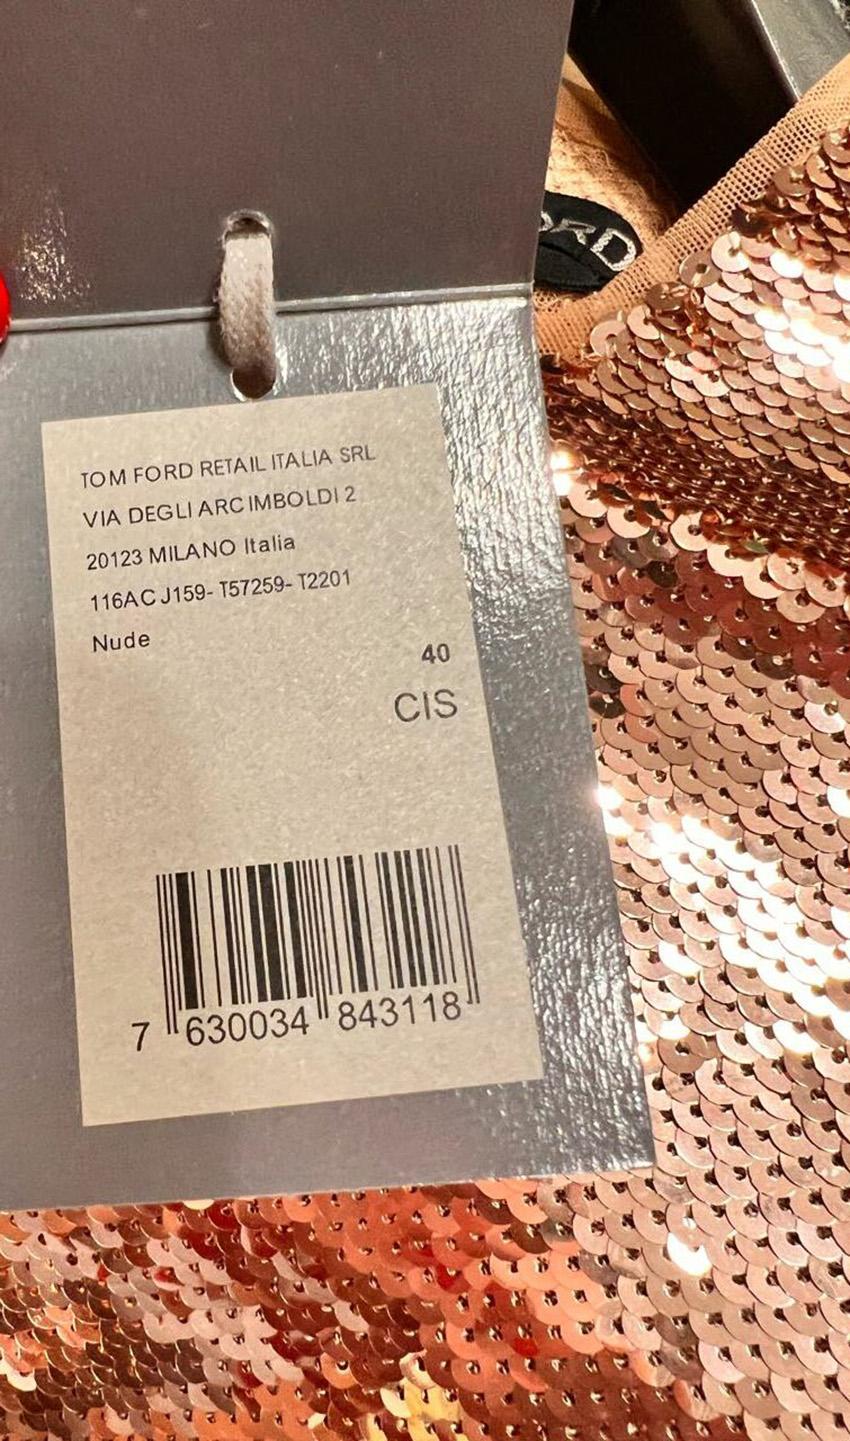 ORD
TOM FORD RETAIL ITALIA SRL
VIA DEGLI ARCIMBOLDI 2
20123 MILANO Italia
116AC J159- T57259- T2201
Nude
40
CIS
7 630034 843118